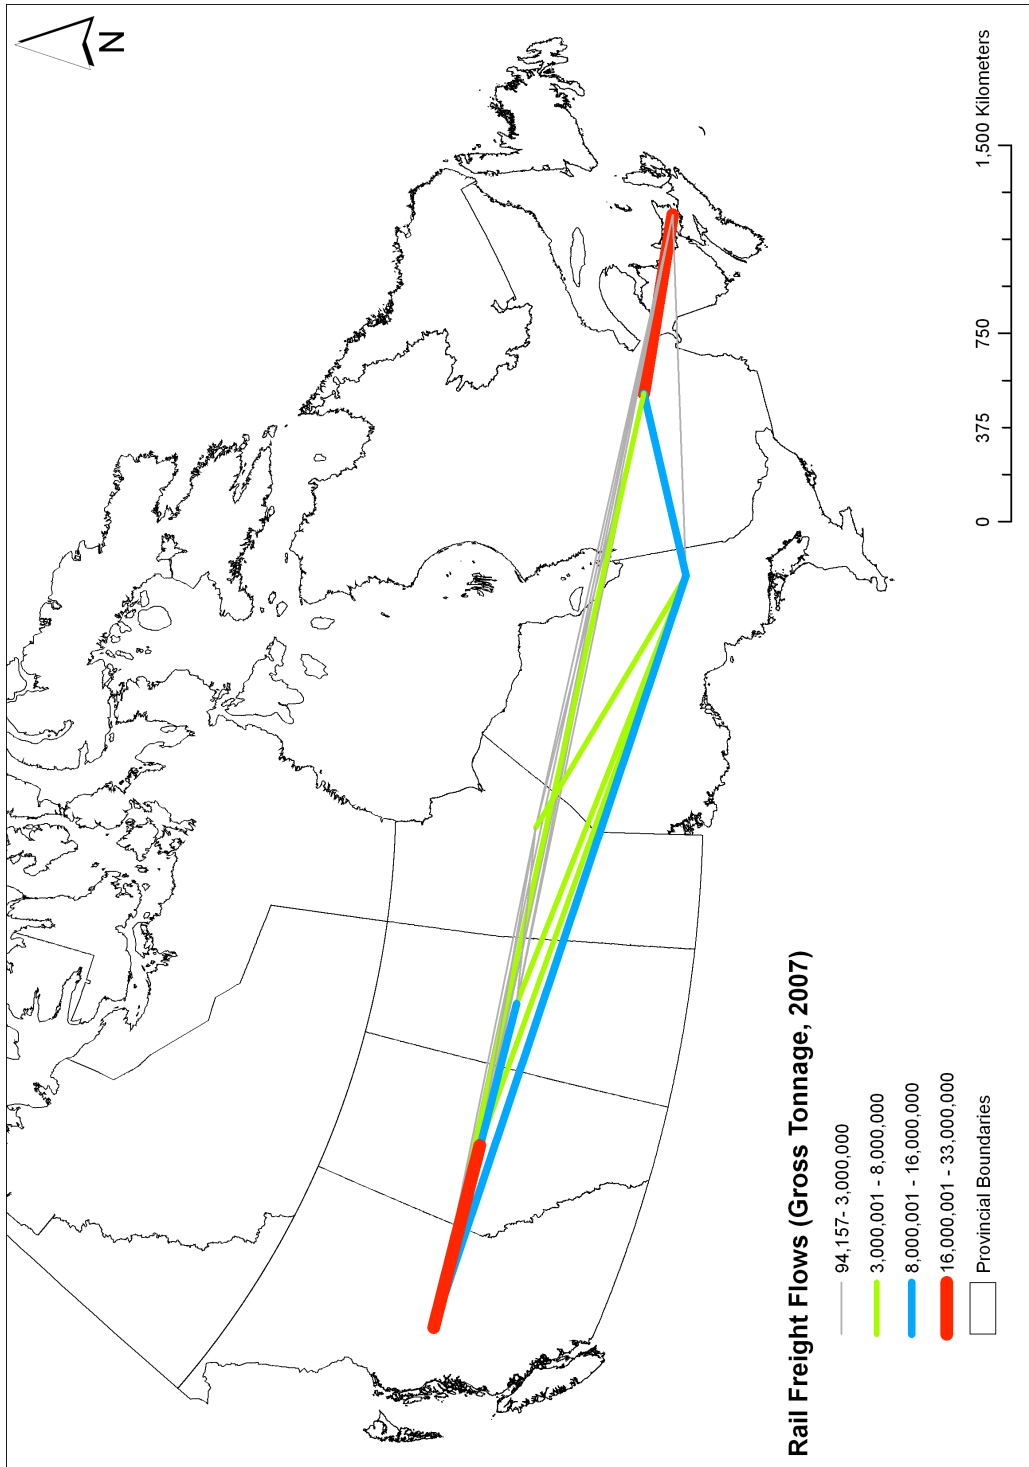 N
Rail Freight Flows (Gross Tonnage, 2007)
94,157- 3,000,000
3,000,001 - 8,000,000
8,000,001 - 16,000,000
16,000,001 - 33,000,000
Provincial Boundaries
0 375 750 1,500 Kilometers